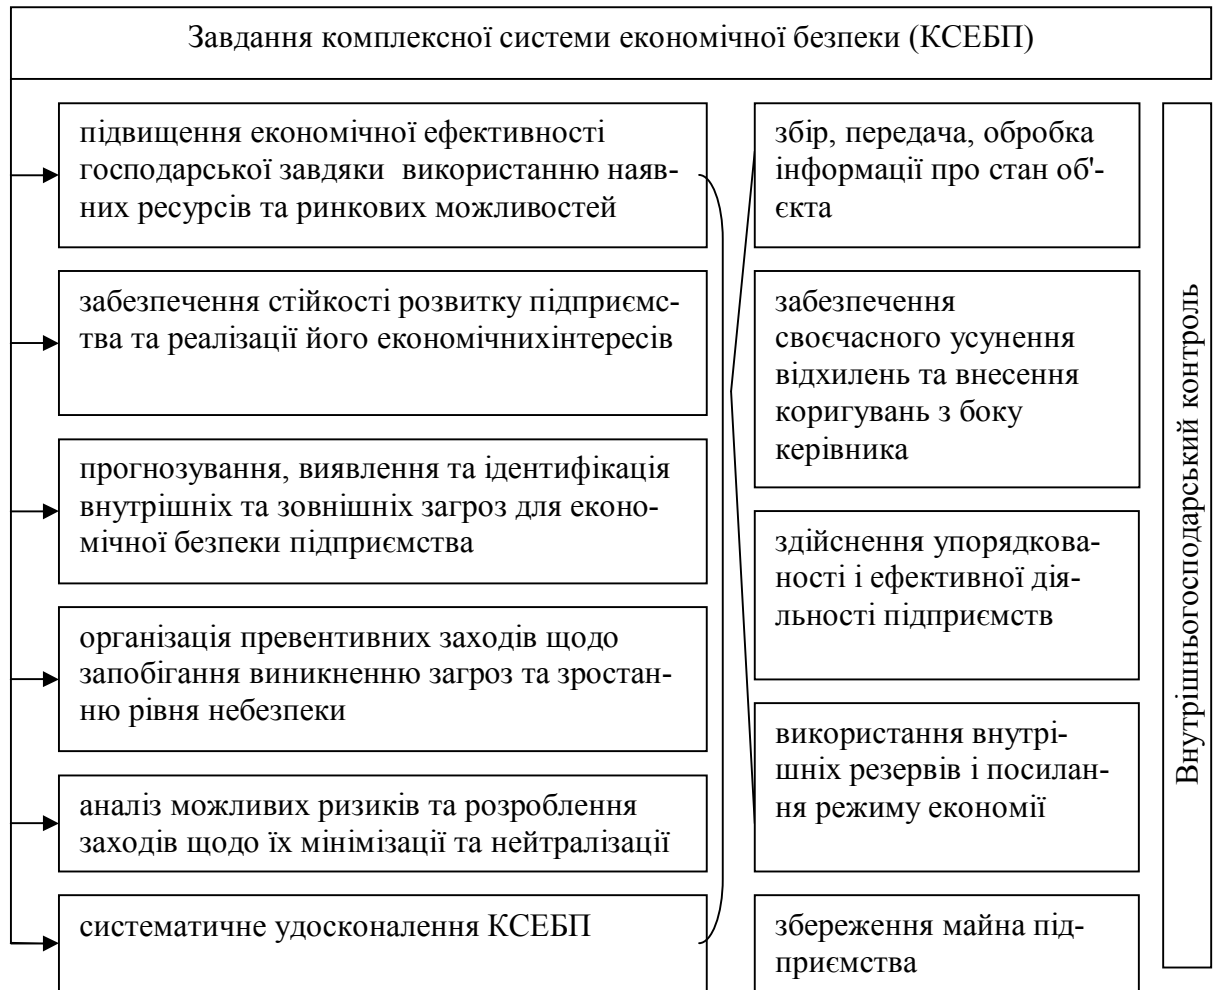 Завдання комплексної системи економічної безпеки (КСЕБП)
підвищення економічної ефективності
господарської завдяки використанню наяв-
них ресурсів та ринкових можливостей
забезпечення стійкості розвитку підприємс-
тва та реалізації його економічнихінтересів
прогнозування, виявлення та ідентифікація
внутрішніх та зовнішніх загроз для еконо-
мічної безпеки підприємства
організація превентивних заходів щодо
запобігання виникненню загроз та зростан-
ню рівня небезпеки
аналіз можливих ризиків та розроблення
заходів щодо їх мінімізації та нейтралізації
систематичне удосконалення КСЕБП
збір, передача, обробка
інформації про стан об'-
єкта
забезпечення
своєчасного усунення
відхилень та внесення
коригувань з боку
керівника
здійснення упорядкова-
ності і ефективної дія-
льності підприємств
використання внутрі-
шніх резервів і посилан-
ня режиму економії
збереження майна під-
приємства
Внутрішньогосподарський контроль